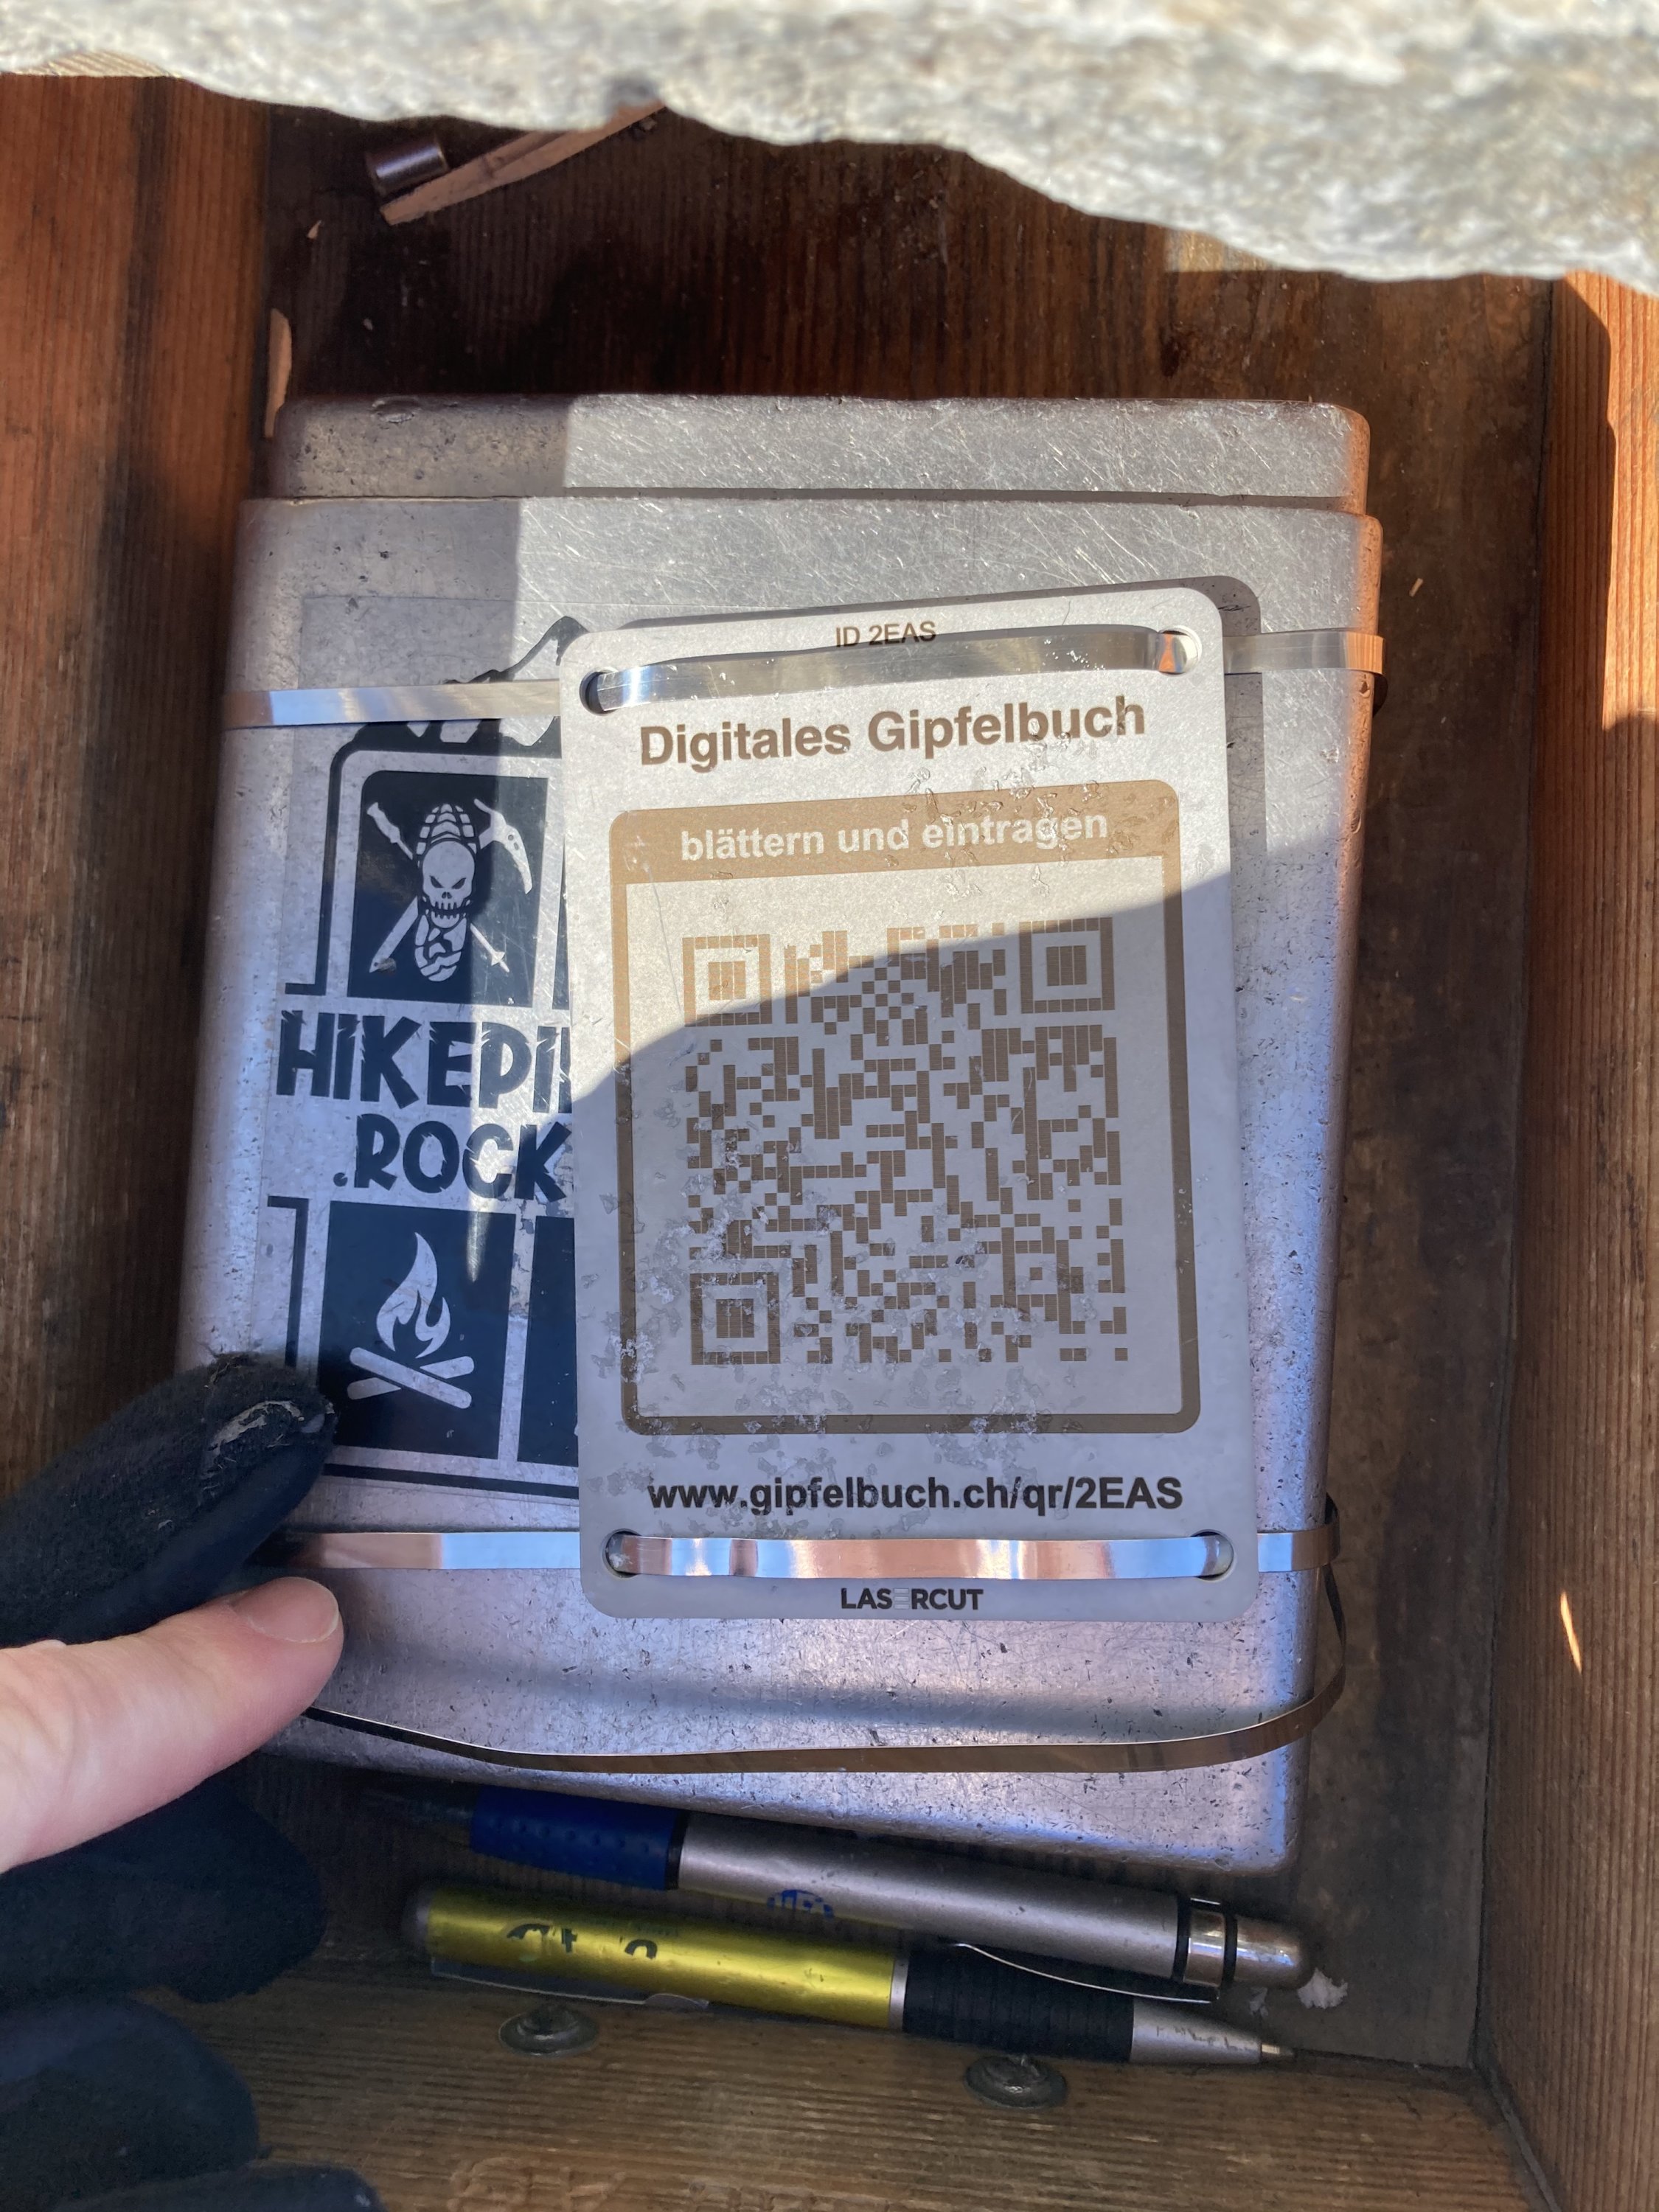 ID 2EAS
Digitales Gipfelbuch
blättern und eintragen
HIKEPI
.ROCK
www.gipfelbuch.ch/qr/2EAS
LASERCUT